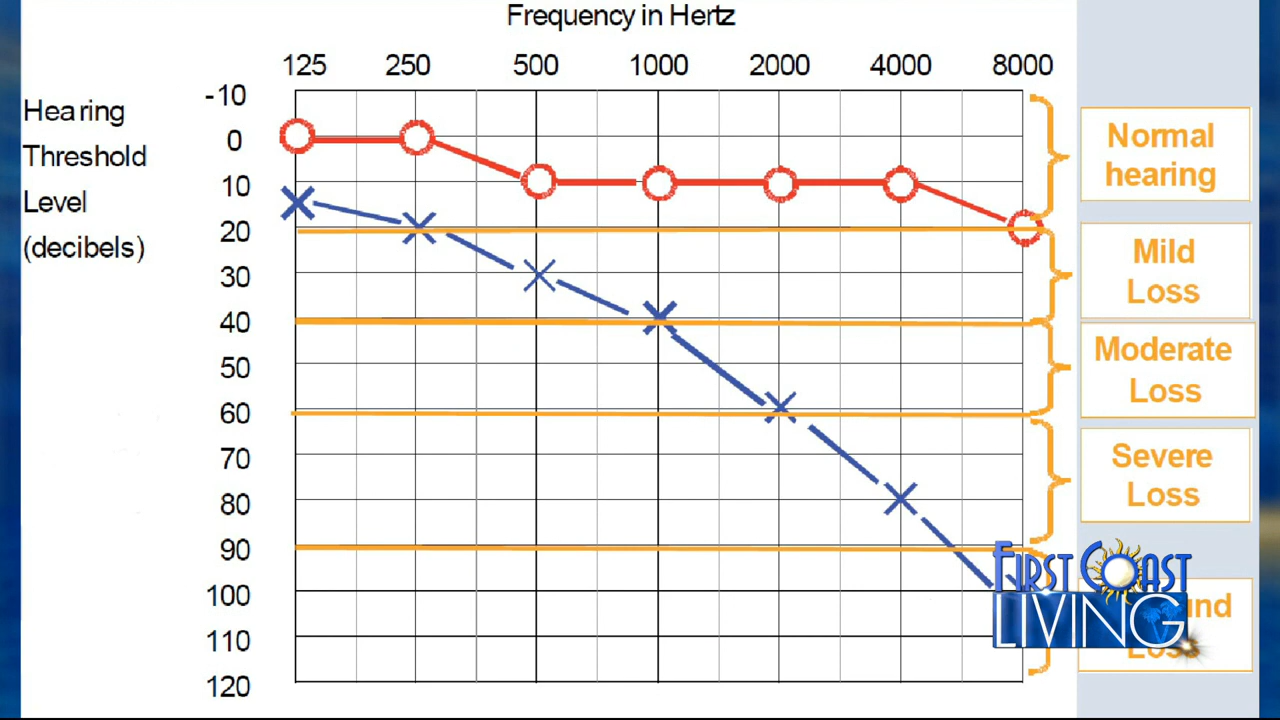 Frequency in Hertz
125 250 500 1000 2000 4000 8000
Hearing
Threshold
Level
(decibels)
-10
0
10
20
30
40
50
60
70
80
90
100
110
120
Normal
hearing
Mild
Loss
Moderate
Loss
Severe
Loss
Loss
FIRST COAST
LIVING